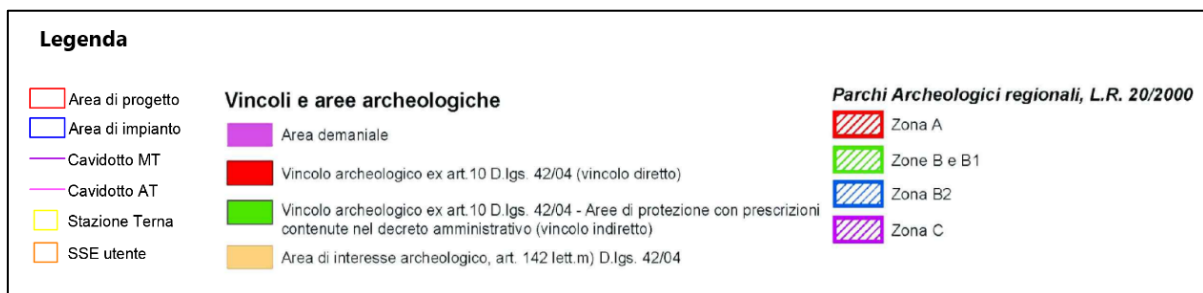 Legenda
Area di progetto
Area di impianto
Cavidotto MT
Cavidotto AT
Stazione Terna
SSE utente
Vincoli e aree archeologiche
Area demaniale
Vincolo archeologico ex art.10 D.lgs. 42/04 (vincolo diretto)
Vincolo archeologico ex art.10 D.lgs. 42/04 - Aree di protezione con prescrizioni
contenute nel decreto amministrativo (vincolo indiretto)
Area di interesse archeologico, art. 142 lett.m) D.lgs. 42/04
Parchi Archeologici regionali, L.R. 20/2000
Zona A
Zone B e B1
Zona B2
Zona C